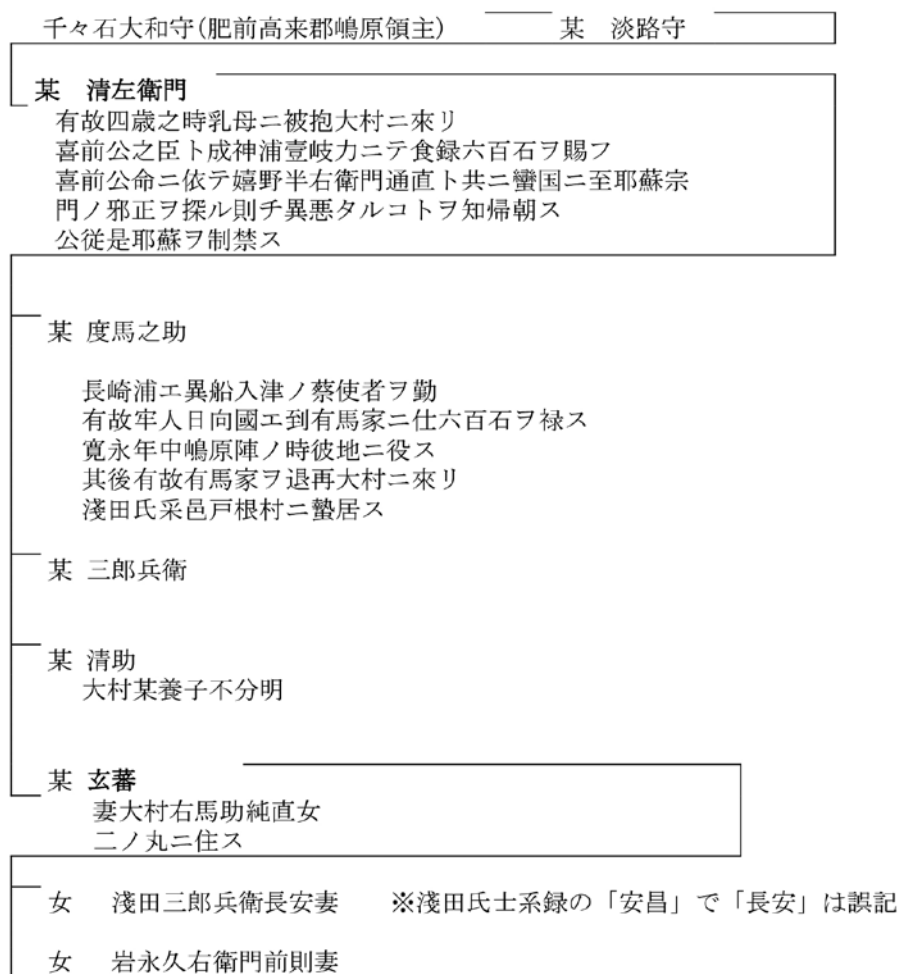 千々石大和守(肥前高来郡嶋原領主) 某 淡路守
某 清左衛門
有故四歳之時乳母ニ被抱大村ニ來リ
喜前公之臣ト成神浦壹岐力ニテ食録六百石ヲ賜フ
喜前公命ニ依テ嬉野半右衛門通直ト共ニ蠻国ニ至耶蘇宗
門ノ邪正ヲ探ル則チ異悪タルコトヲ知帰朝ス
公従是耶蘇ヲ制禁ス
某 度馬之助
長崎浦エ異船入津ノ蔡使者ヲ勤
有故牢人日向國エ到有馬家ニ仕六百石ヲ禄ス
寛永年中嶋原陣ノ時彼地ニ役ス
其後有故有馬家ヲ退再大村ニ來リ
淺田氏采邑戸根村ニ蟄居ス
某 三郎兵衛
某 清助
大村某養子不分明
某 玄蕃
妻大村右馬助純直女
二ノ丸ニ住ス
女 淺田三郎兵衛長安妻 ※淺田氏士系録の「安昌」で「長安」は誤記
女 岩永久右衛門前則妻